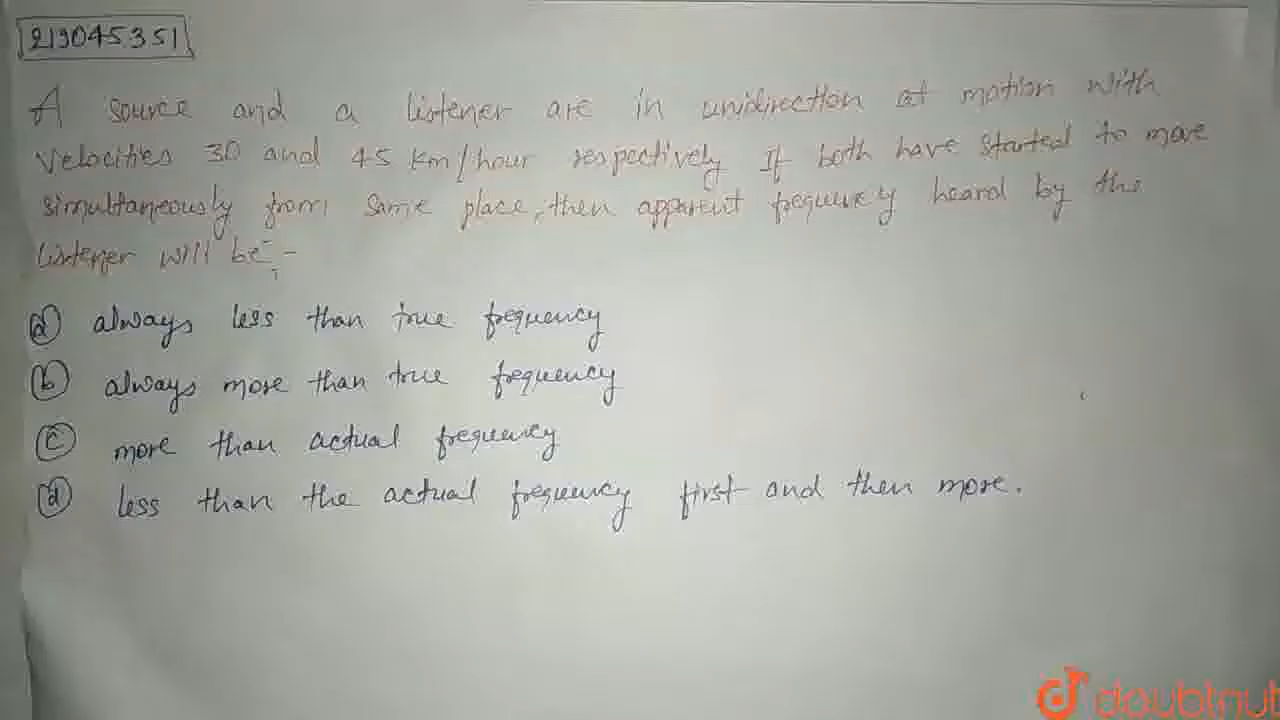 219045351
A source and a listener are in unidirection at motion with
velocities 30 and 45 km/hour respectively If both have started to move
simultaneously from same place, then apparent frequency heard by the
listener will be :-
(a) always less than true frequency
(b) always more than true frequency
(c) more than actual frequency
(d) less than the actual frequency first and then more.
doubtnut